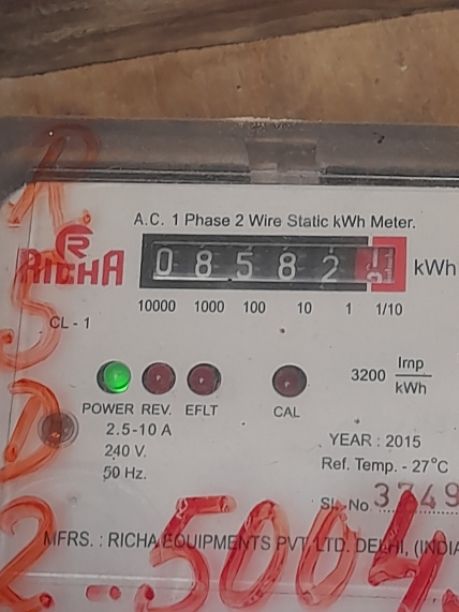 A.C. 1 Phase 2 Wire Static kWh Meter.
R
RICHA
0 8 5 8 2 kWh
10000 1000 100 10 1 1/10
CL - 1
3200 Imp/kWh
POWER REV. EFLT CAL
2.5-10 A
240 V.
50 Hz.
YEAR : 2015
Ref. Temp. - 27°C
SL. No 3749
MFRS. : RICHA EQUIPMENTS PVT. LTD. DELHI, (INDIA
R
S
D
2 - 5004